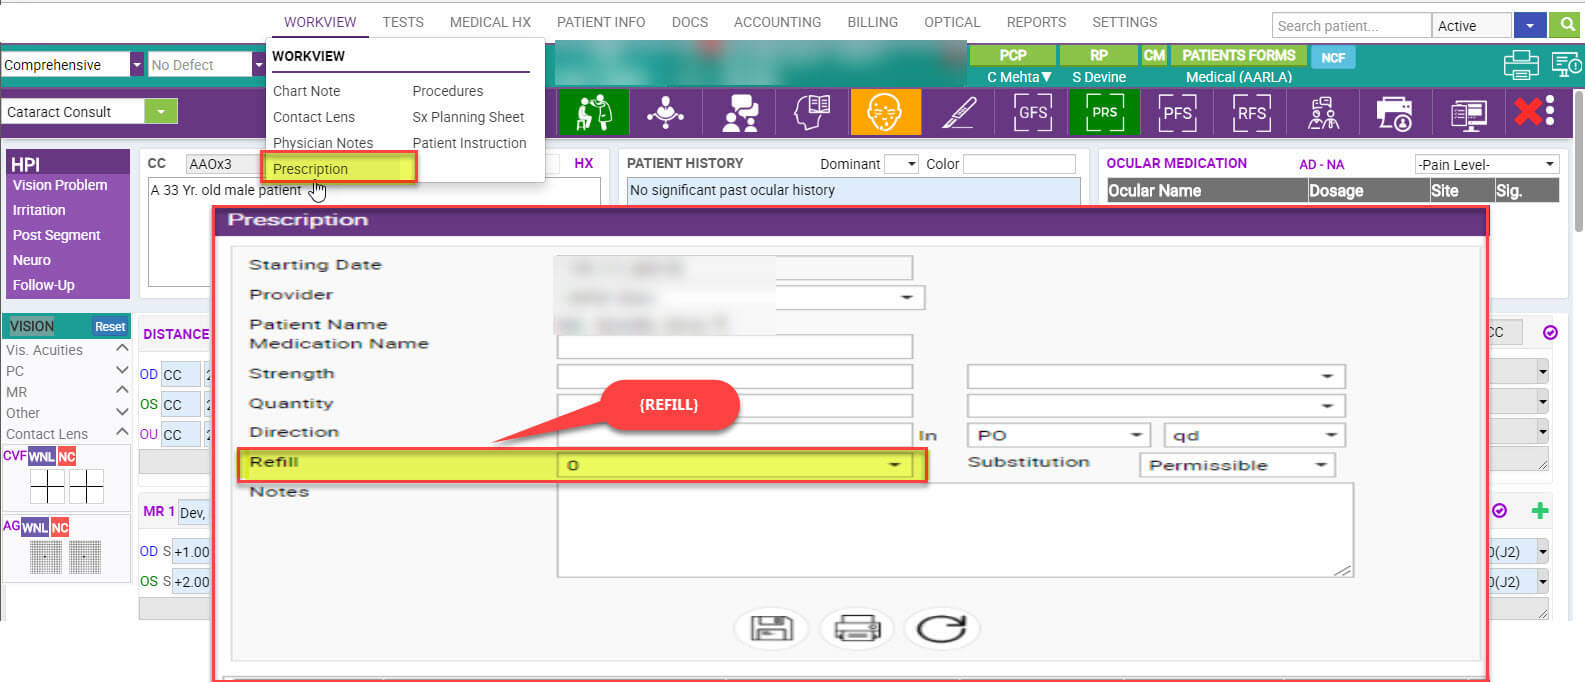 WORKVIEW TESTS MEDICAL HX PATIENT INFO DOCS ACCOUNTING BILLING OPTICAL REPORTS SETTINGS Search patient... Active
Comprehensive No Defect
WORKVIEW
Chart Note Procedures
Contact Lens Sx Planning Sheet
Physician Notes Patient Instruction
Prescription
PCP RP CM PATIENTS FORMS NCF
C Mehta▼ S Devine Medical (AARLA)
Cataract Consult
GFS PRS PFS RFS
HPI
Vision Problem
Irritation
Post Segment
Neuro
Follow-Up
CC AAOx3 HX
A 33 Yr. old male patient
PATIENT HISTORY Dominant Color
No significant past ocular history
OCULAR MEDICATION AD - NA -Pain Level-
Ocular Name Dosage Site Sig.
VISION Reset
Vis. Acuities
PC
MR
Other
Contact Lens
CVF WNL NC
AG WNL NC
DISTANCE
OD CC 2
OS CC 2
OU CC 2
MR 1 Dev,
OD S +1.00
OS S +2.00
Prescription
Starting Date
Provider
Patient Name
Medication Name
Strength
Quantity
Direction In PO qd
Refill 0 Substitution Permissible
Notes
{REFILL}
CC
0(J2)
0(J2)